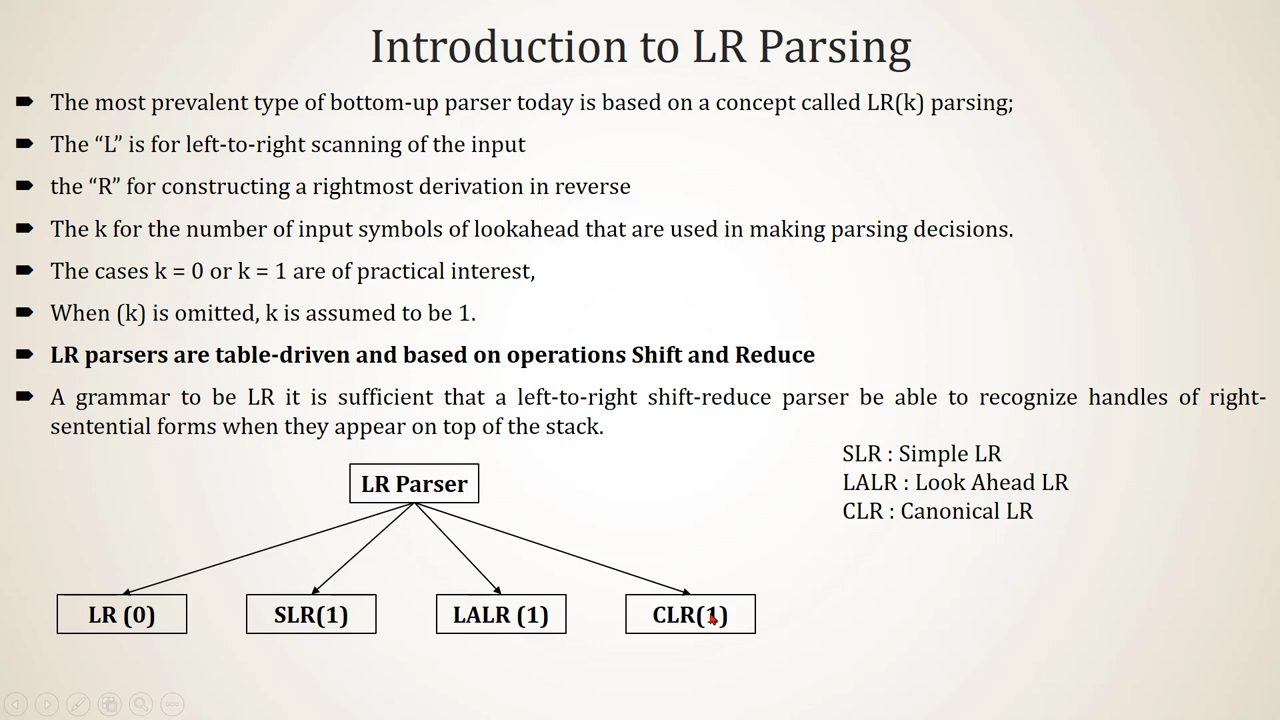 Introduction to LR Parsing
The most prevalent type of bottom-up parser today is based on a concept called LR(k) parsing;
The “L” is for left-to-right scanning of the input
the “R” for constructing a rightmost derivation in reverse
The k for the number of input symbols of lookahead that are used in making parsing decisions.
The cases k = 0 or k = 1 are of practical interest,
When (k) is omitted, k is assumed to be 1.
LR parsers are table-driven and based on operations Shift and Reduce
A grammar to be LR it is sufficient that a left-to-right shift-reduce parser be able to recognize handles of right-
sentential forms when they appear on top of the stack.
SLR : Simple LR
LALR : Look Ahead LR
CLR : Canonical LR
LR Parser
LR (0)
SLR(1)
LALR (1)
CLR(1)